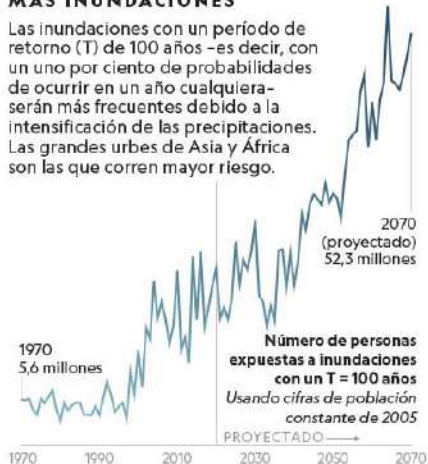 MÁS INUNDACIONES
Las inundaciones con un período de
retorno (T) de 100 años –es decir, con
un uno por ciento de probabilidades
de ocurrir en un año cualquiera–
serán más frecuentes debido a la
intensificación de las precipitaciones.
Las grandes urbes de Asia y África
son las que corren mayor riesgo.
2070
(proyectado)
52,3 millones
1970
5,6 millones
Número de personas
expuestas a inundaciones
con un T = 100 años
Usando cifras de población
constante de 2005
PROYECTADO
1970 1990 2010 2030 2050 2070